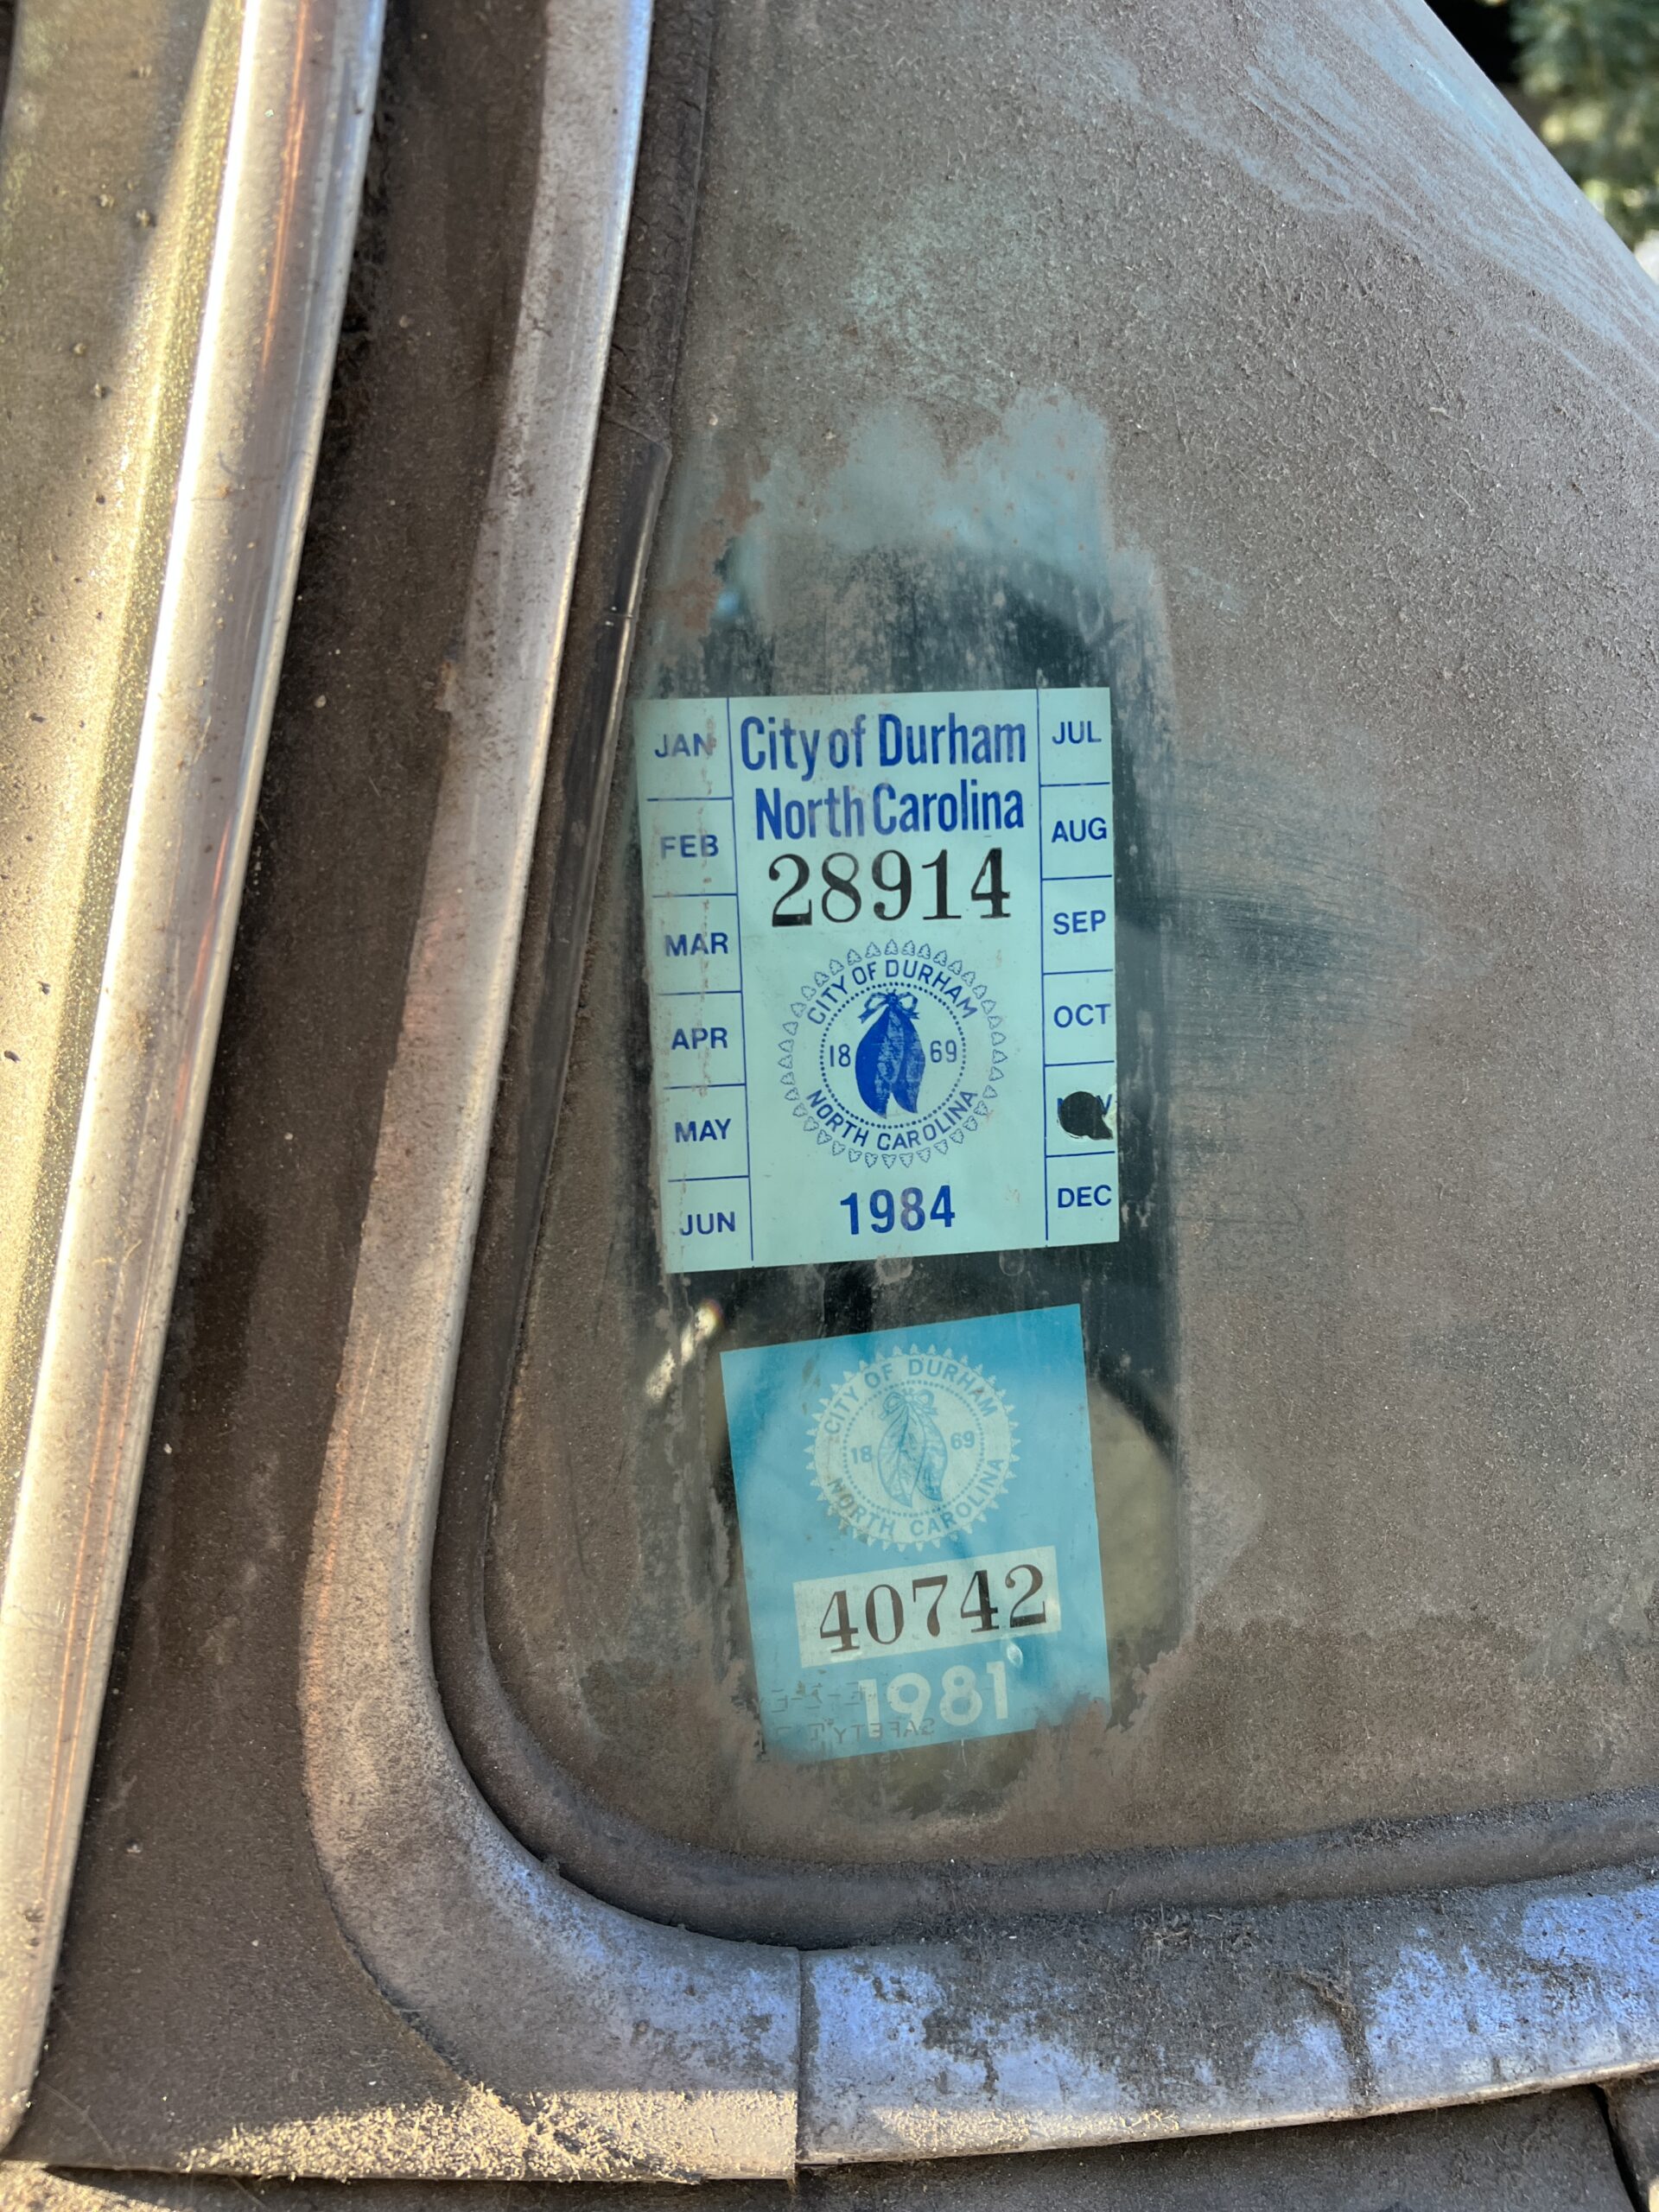 City of Durham
North Carolina
28914
JAN
FEB
MAR
APR
MAY
JUN
JUL
AUG
SEP
OCT
DEC
CITY OF DURHAM
18 69
NORTH CAROLINA
1984
CITY OF DURHAM
18 69
NORTH CAROLINA
40742
1981
SAFETY